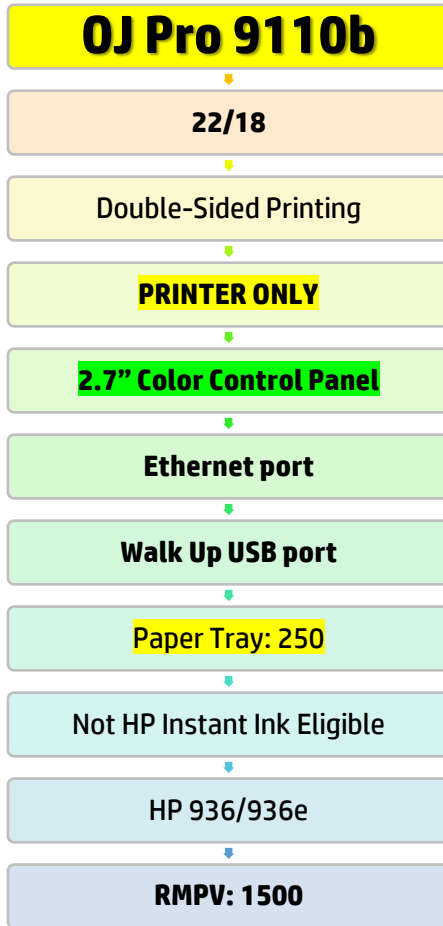 OJ Pro 9110b
22/18
Double-Sided Printing
PRINTER ONLY
2.7” Color Control Panel
Ethernet port
Walk Up USB port
Paper Tray: 250
Not HP Instant Ink Eligible
HP 936/936e
RMPV: 1500